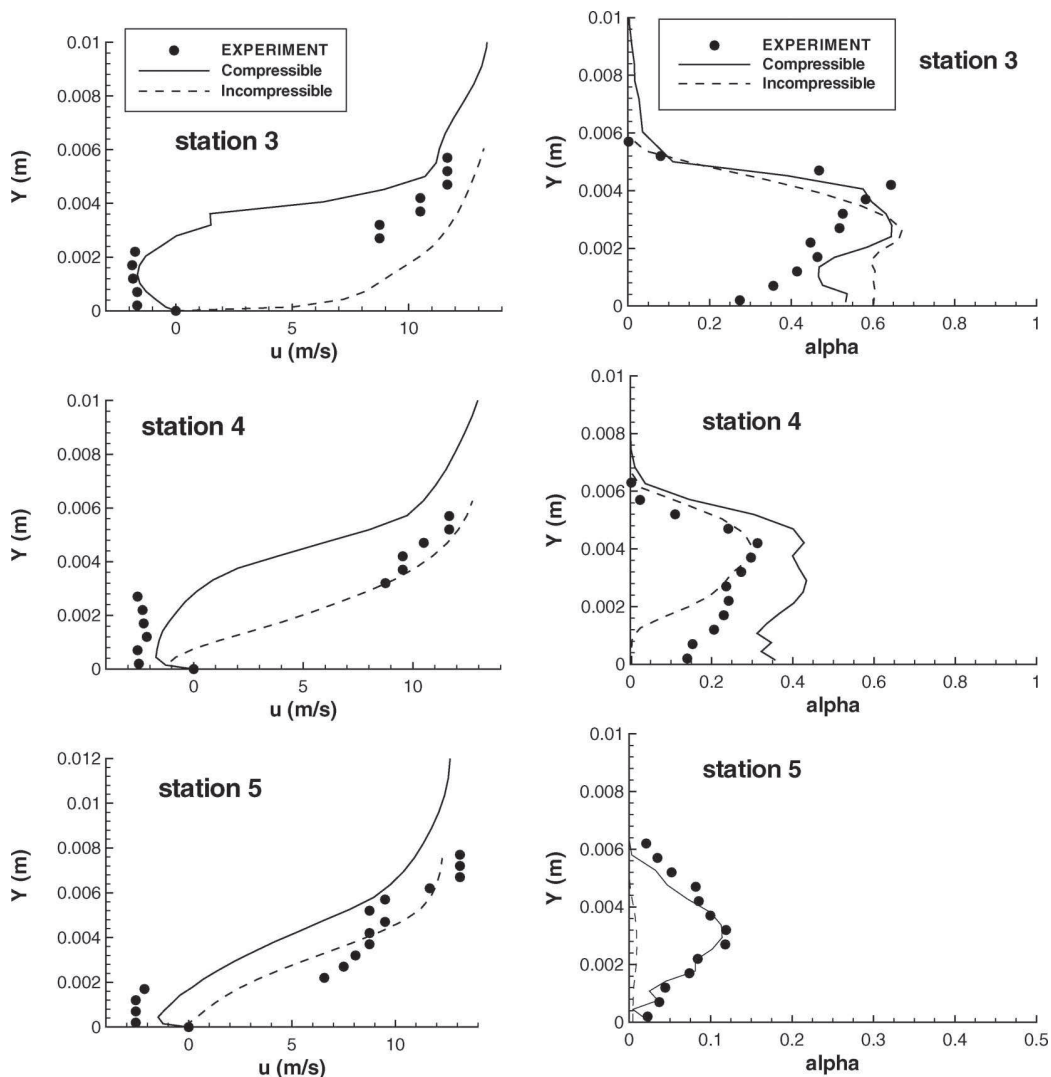 0.01
0.008
0.006
0.004
0.002
0
Y (m)
EXPERIMENT
Compressible
Incompressible
station 3
0 5 10
u (m/s)
0.01
0.008
0.006
0.004
0.002
0
Y (m)
EXPERIMENT
Compressible
Incompressible
station 3
0 0.2 0.4 0.6 0.8 1
alpha
0.01
0.008
0.006
0.004
0.002
0
Y (m)
station 4
0 5 10
u (m/s)
0.01
0.008
0.006
0.004
0.002
0
Y (m)
station 4
0 0.2 0.4 0.6 0.8 1
alpha
0.012
0.01
0.008
0.006
0.004
0.002
0
Y (m)
station 5
0 5 10
u (m/s)
0.01
0.008
0.006
0.004
0.002
0
Y (m)
station 5
0 0.1 0.2 0.3 0.4 0.5
alpha